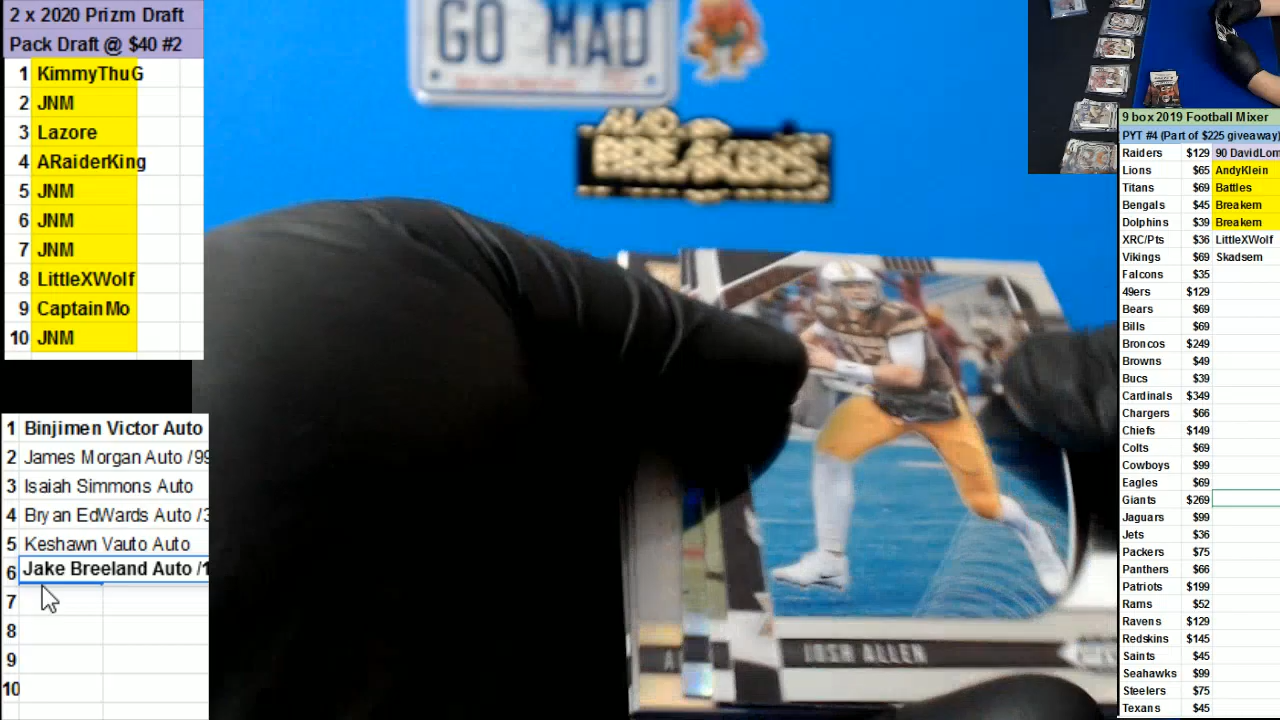 2 x 2020 Prizm Draft
Pack Draft @ $40 #2
1 KimmyThuG
2 JNM
3 Lazore
4 ARaiderKing
5 JNM
6 JNM
7 JNM
8 LittleXWolf
9 CaptainMo
10 JNM
1 Binjimen Victor Auto
2 James Morgan Auto /99
3 Isaiah Simmons Auto
4 Bryan EdWards Auto /3
5 Keshawn Vauto Auto
6 Jake Breeland Auto /1
7
8
9
10
GO MAD
BREAKERS
JOSH ALLEN
A
9 box 2019 Football Mixer
PYT #4 (Part of $225 giveaway)
Raiders $129 90 DavidLom
Lions $65 AndyKlein
Titans $69 Battles
Bengals $45 Breakem
Dolphins $39 Breakem
XRC/Pts $36 LittleXWolf
Vikings $69 Skadsem
Falcons $35
49ers $129
Bears $69
Bills $69
Broncos $249
Browns $49
Bucs $39
Cardinals $349
Chargers $66
Chiefs $149
Colts $69
Cowboys $99
Eagles $69
Giants $269
Jaguars $99
Jets $36
Packers $75
Panthers $66
Patriots $199
Rams $52
Ravens $129
Redskins $145
Saints $45
Seahawks $99
Steelers $75
Texans $45